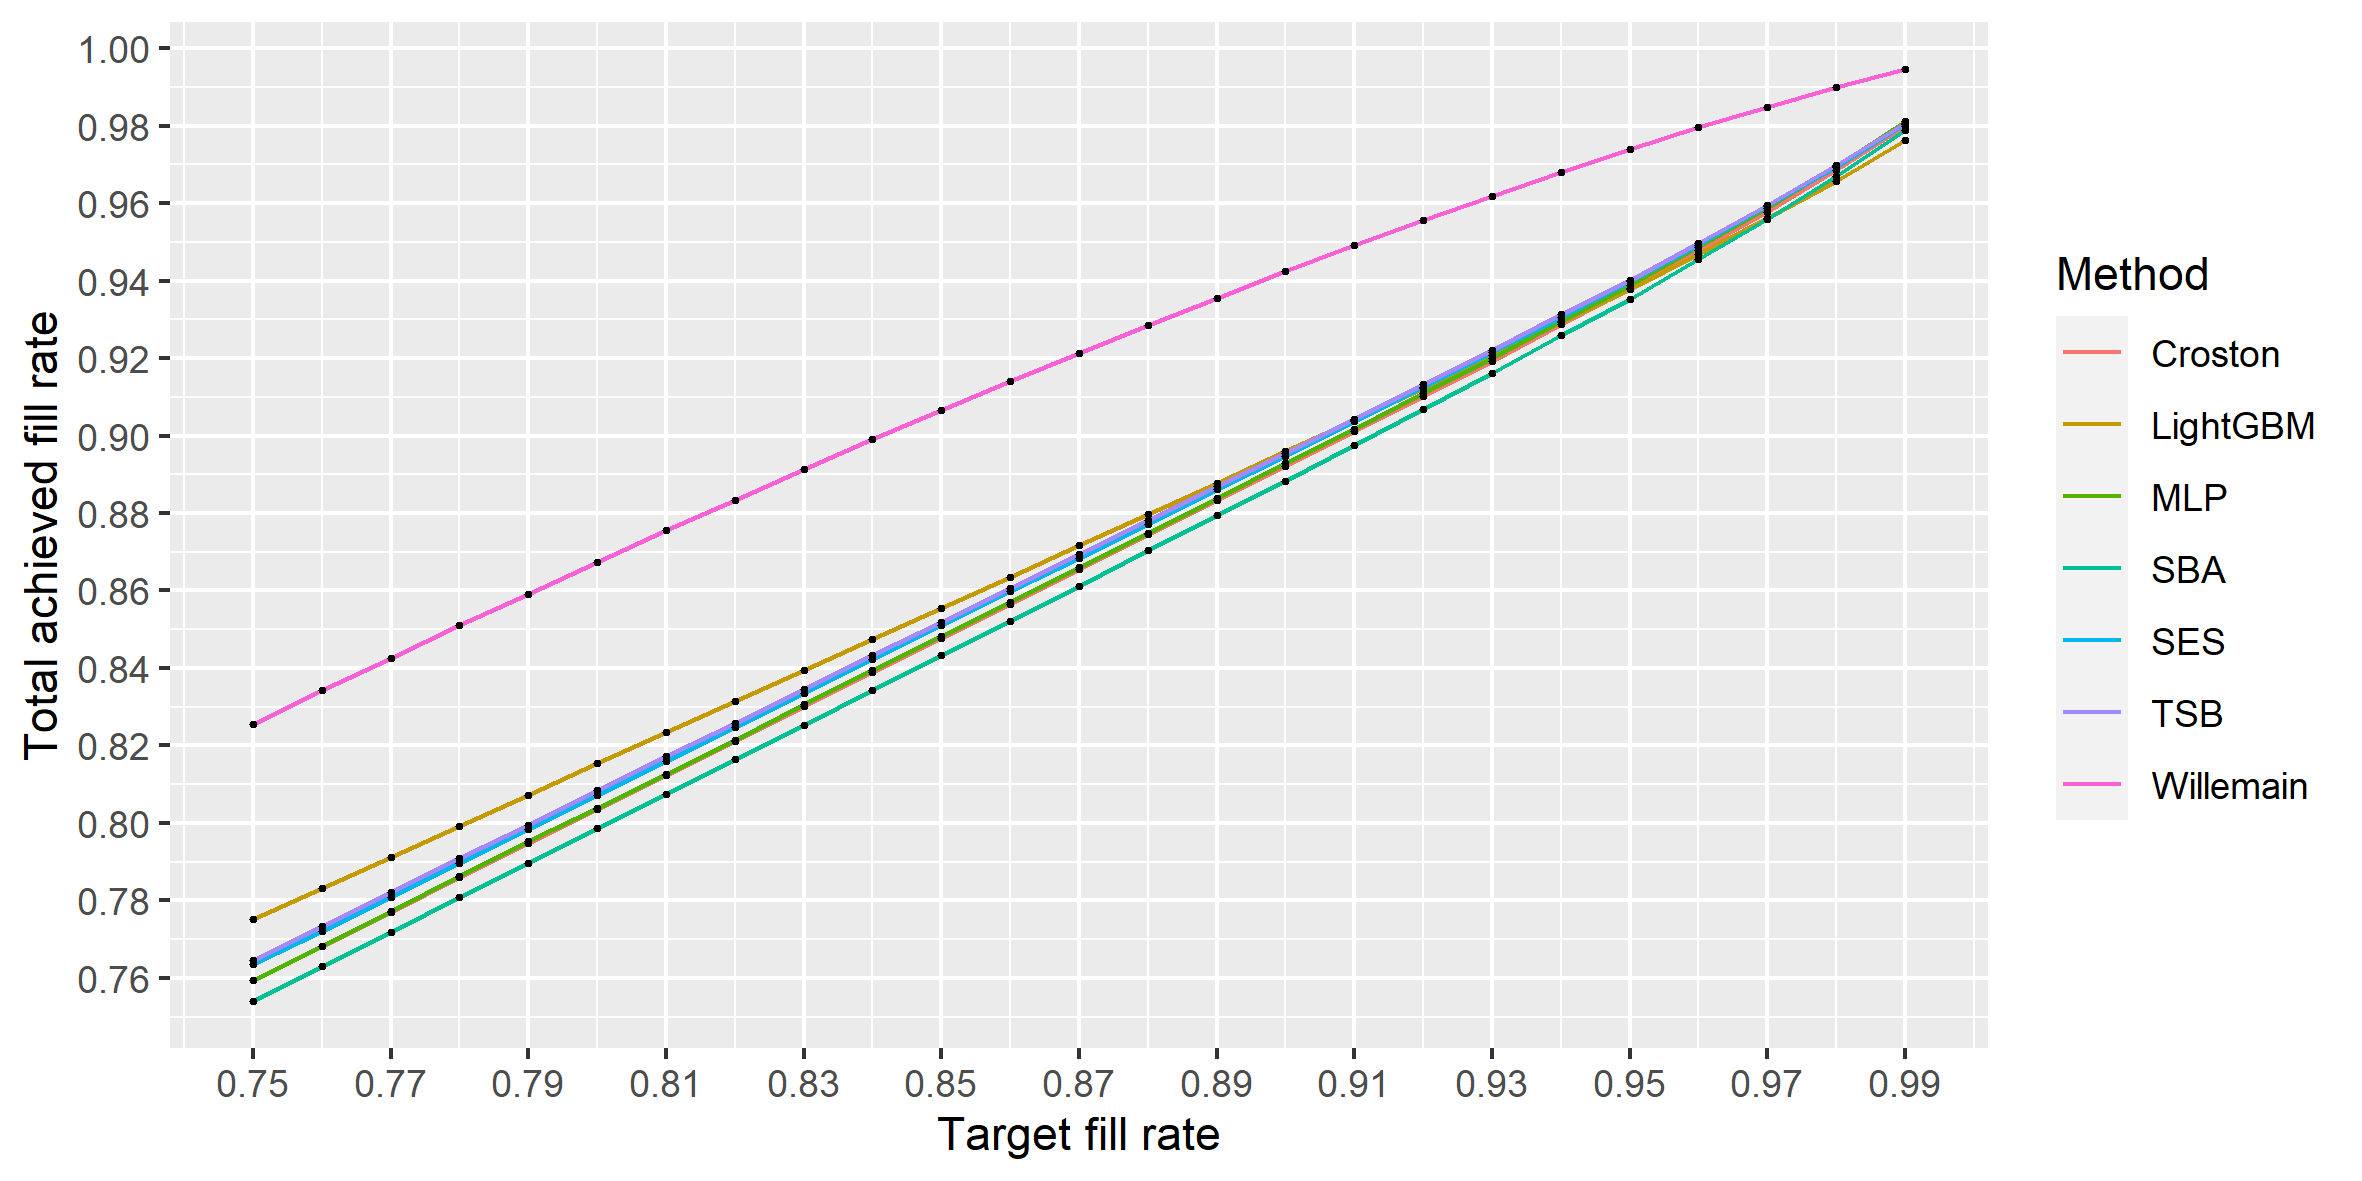 1.00
0.98
0.96
0.94
0.92
0.90
0.88
0.86
0.84
0.82
0.80
0.78
0.76
Total achieved fill rate
0.75 0.77 0.79 0.81 0.83 0.85 0.87 0.89 0.91 0.93 0.95 0.97 0.99
Target fill rate
Method
Croston
LightGBM
MLP
SBA
SES
TSB
Willemain